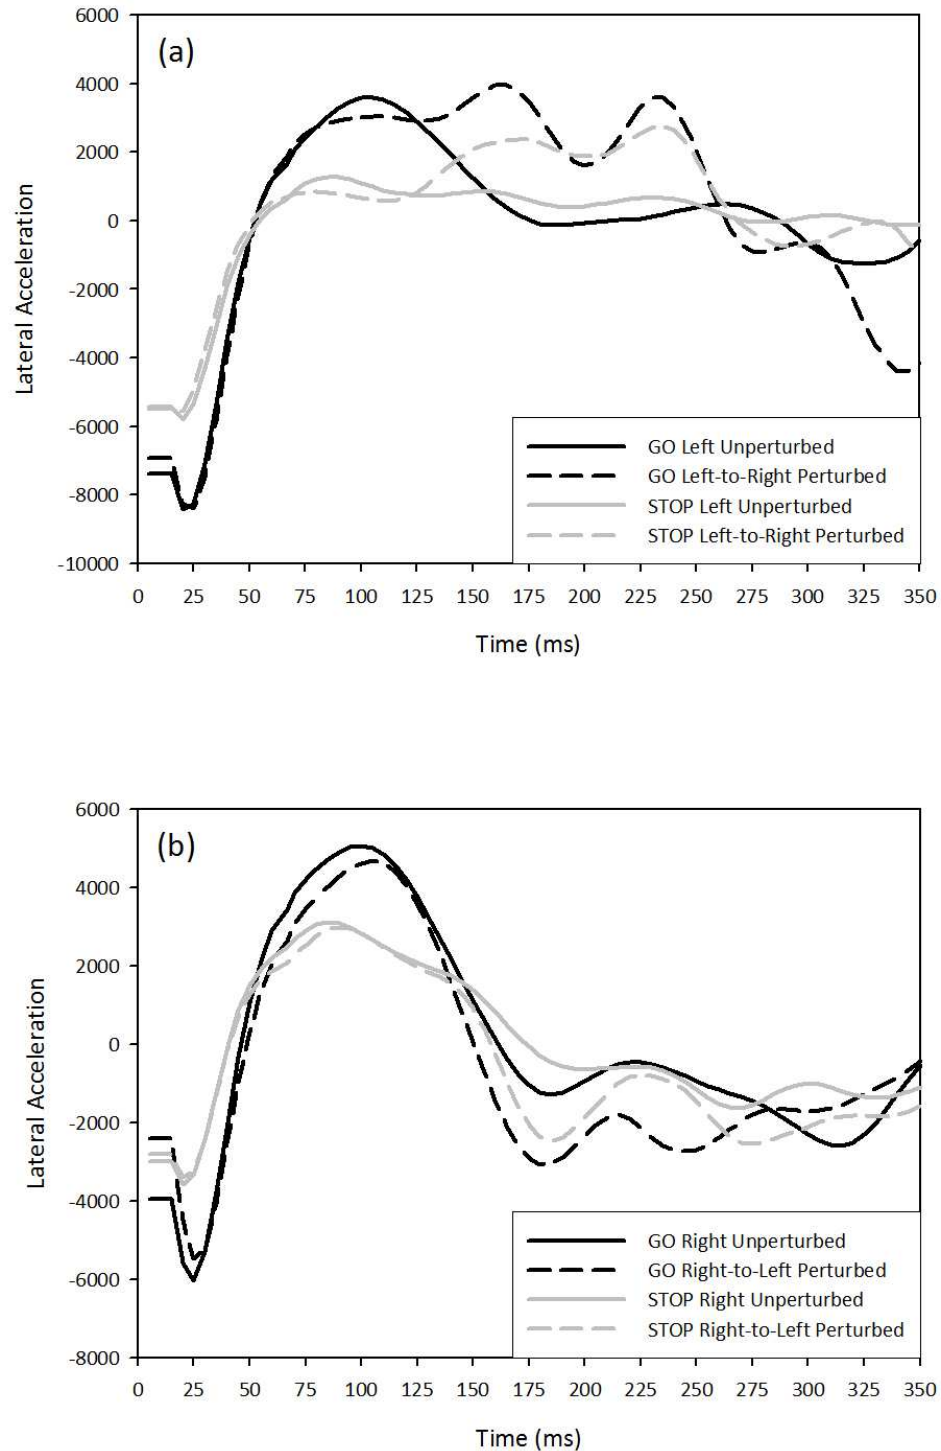 (a)
6000
4000
2000
0
-2000
-4000
-6000
-8000
-10000
Lateral Acceleration
GO Left Unperturbed
GO Left-to-Right Perturbed
STOP Left Unperturbed
STOP Left-to-Right Perturbed
0 25 50 75 100 125 150 175 200 225 250 275 300 325 350
Time (ms)
(b)
6000
4000
2000
0
-2000
-4000
-6000
-8000
Lateral Acceleration
GO Right Unperturbed
GO Right-to-Left Perturbed
STOP Right Unperturbed
STOP Right-to-Left Perturbed
0 25 50 75 100 125 150 175 200 225 250 275 300 325 350
Time (ms)